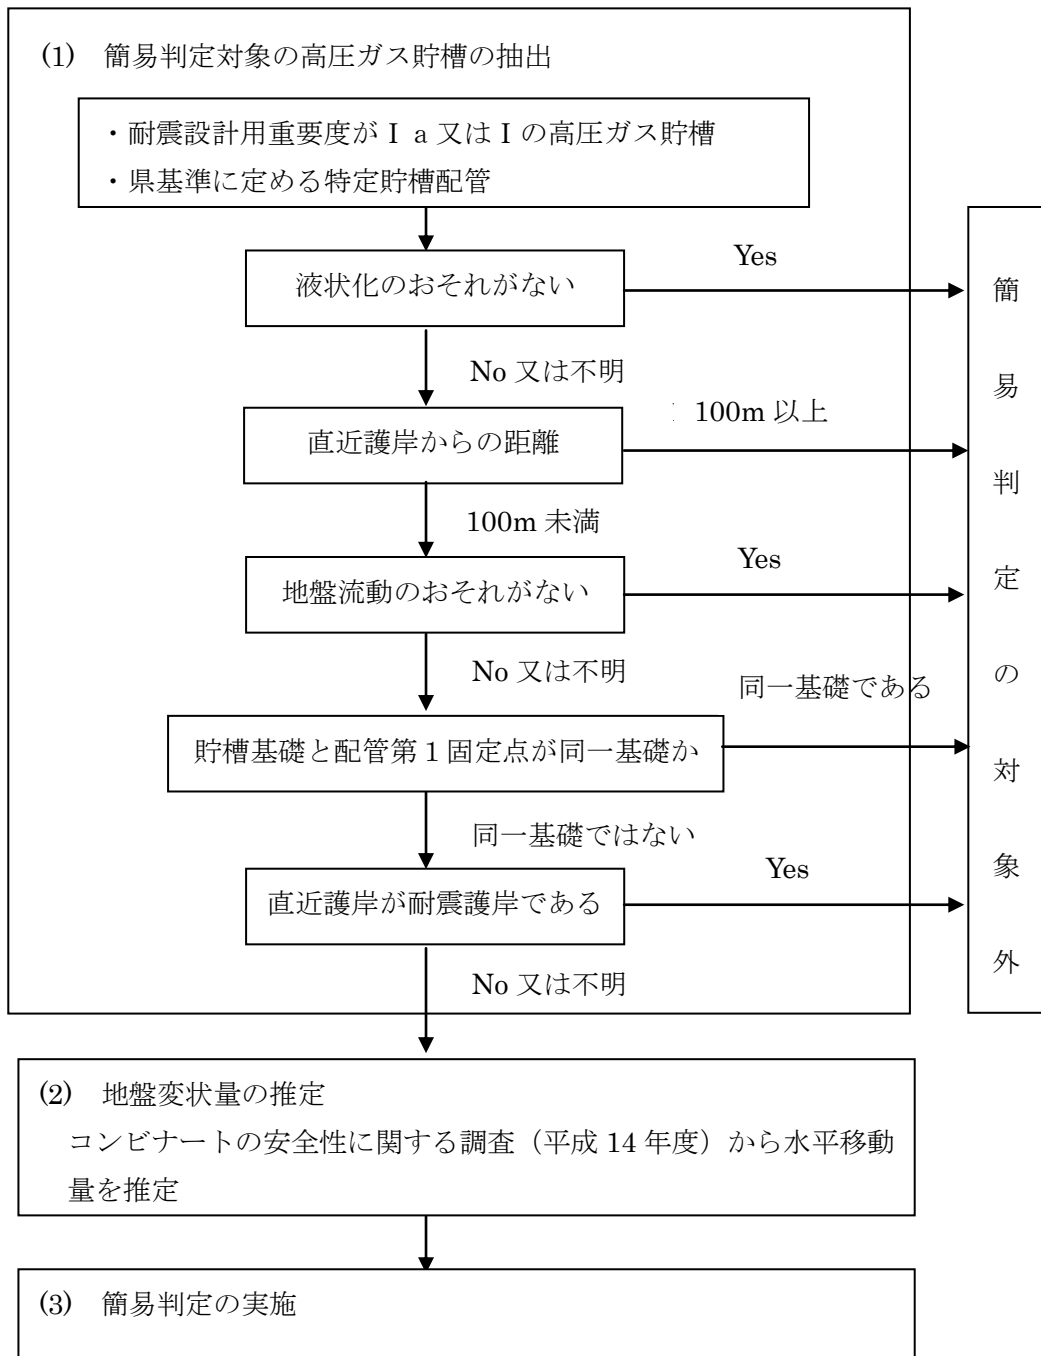 (1) 簡易判定対象の高圧ガス貯槽の抽出
・耐震設計用重要度がⅠa又はⅠの高圧ガス貯槽
・県基準に定める特定貯槽配管
液状化のおそれがない
Yes
No 又は不明
直近護岸からの距離
100m 以上
100m 未満
地盤流動のおそれがない
Yes
No 又は不明
貯槽基礎と配管第1固定点が同一基礎か
同一基礎である
同一基礎ではない
直近護岸が耐震護岸である
Yes
No 又は不明
簡易判定の対象外
(2) 地盤変状量の推定
コンビナートの安全性に関する調査（平成 14 年度）から水平移動
量を推定
(3) 簡易判定の実施